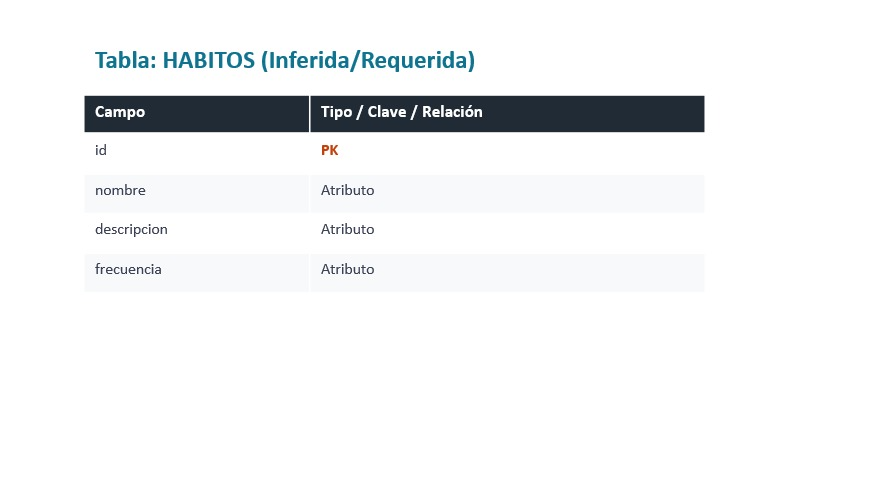 Tabla: HABITOS (Inferida/Requerida)
Campo Tipo / Clave / Relación
id PK
nombre Atributo
descripcion Atributo
frecuencia Atributo